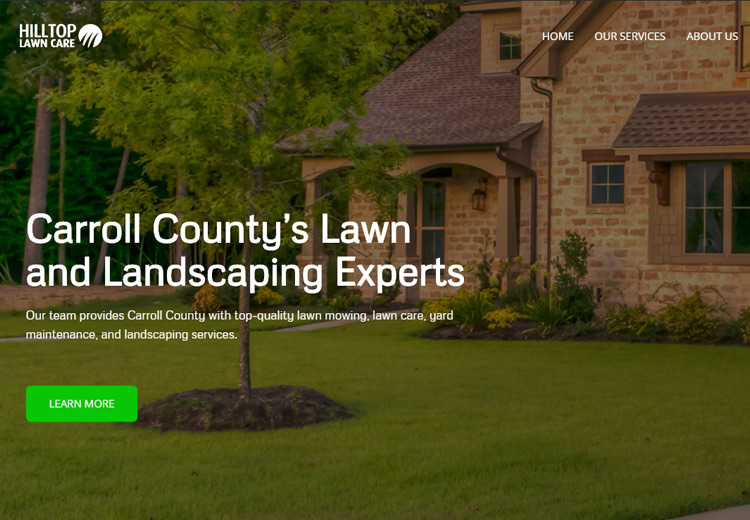 HILLTOP
LAWN CARE
HOME OUR SERVICES ABOUT US
Carroll County’s Lawn
and Landscaping Experts
Our team provides Carroll County with top-quality lawn mowing, lawn care, yard
maintenance, and landscaping services.
LEARN MORE